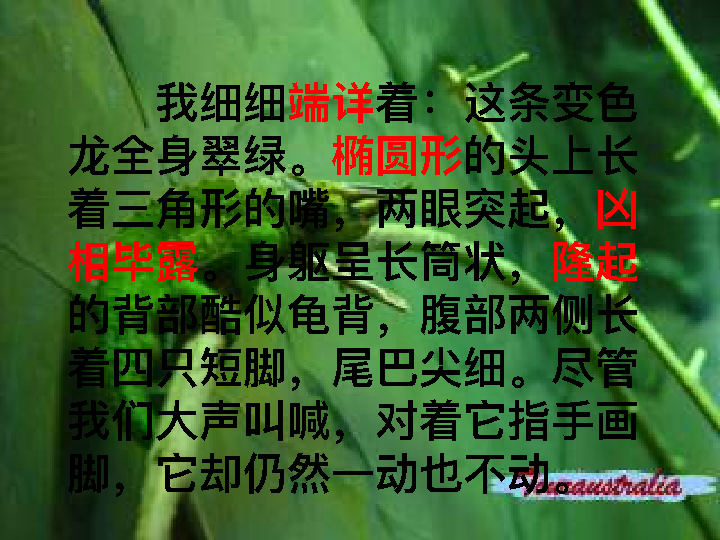 我细细端详着：这条变色
龙全身翠绿。椭圆形的头上长
着三角形的嘴，两眼突起，凶
相毕露。身躯呈长筒状，隆起
的背部酷似龟背，腹部两侧长
着四只短脚，尾巴尖细。尽管
我们大声叫喊，对着它指手画
脚，它却仍然一动也不动。